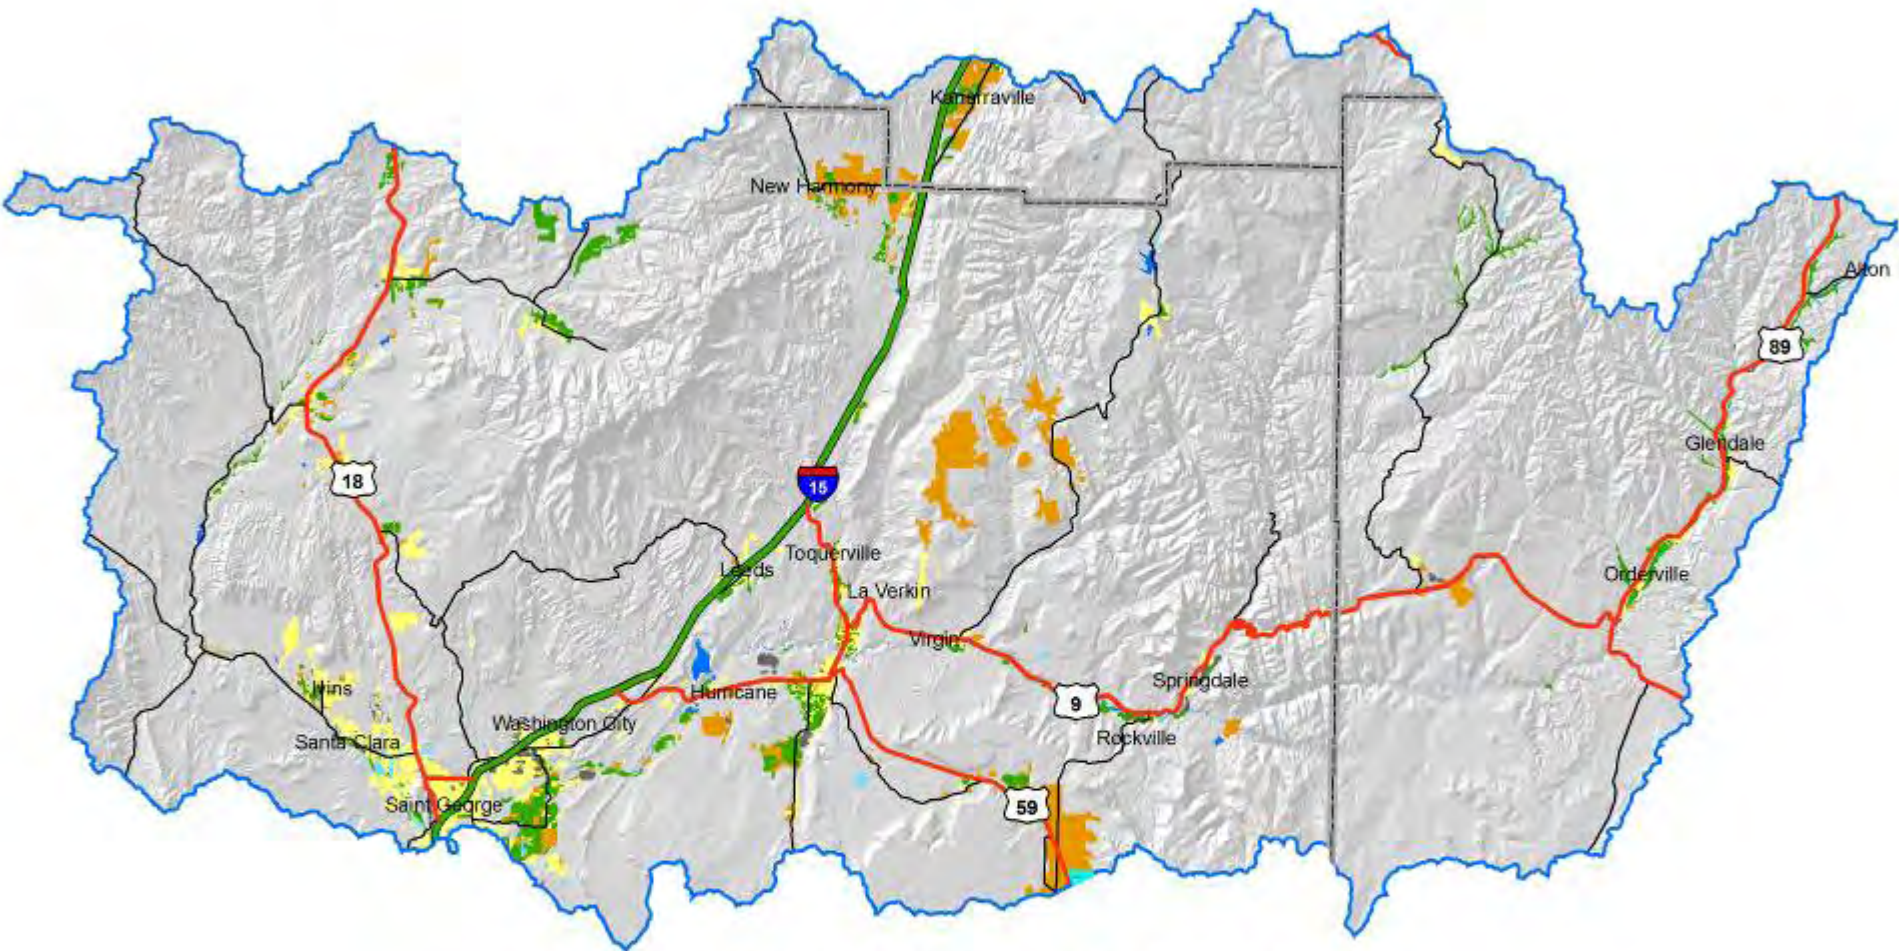 Kanarraville
New Harmony
Alton
89
Glendale
18
15
Toquerville
Leeds
Orderville
La Verkin
Virgin
Springdale
Ivins
Hurricane
9
Washington City
Rockville
Santa Clara
Saint George
59